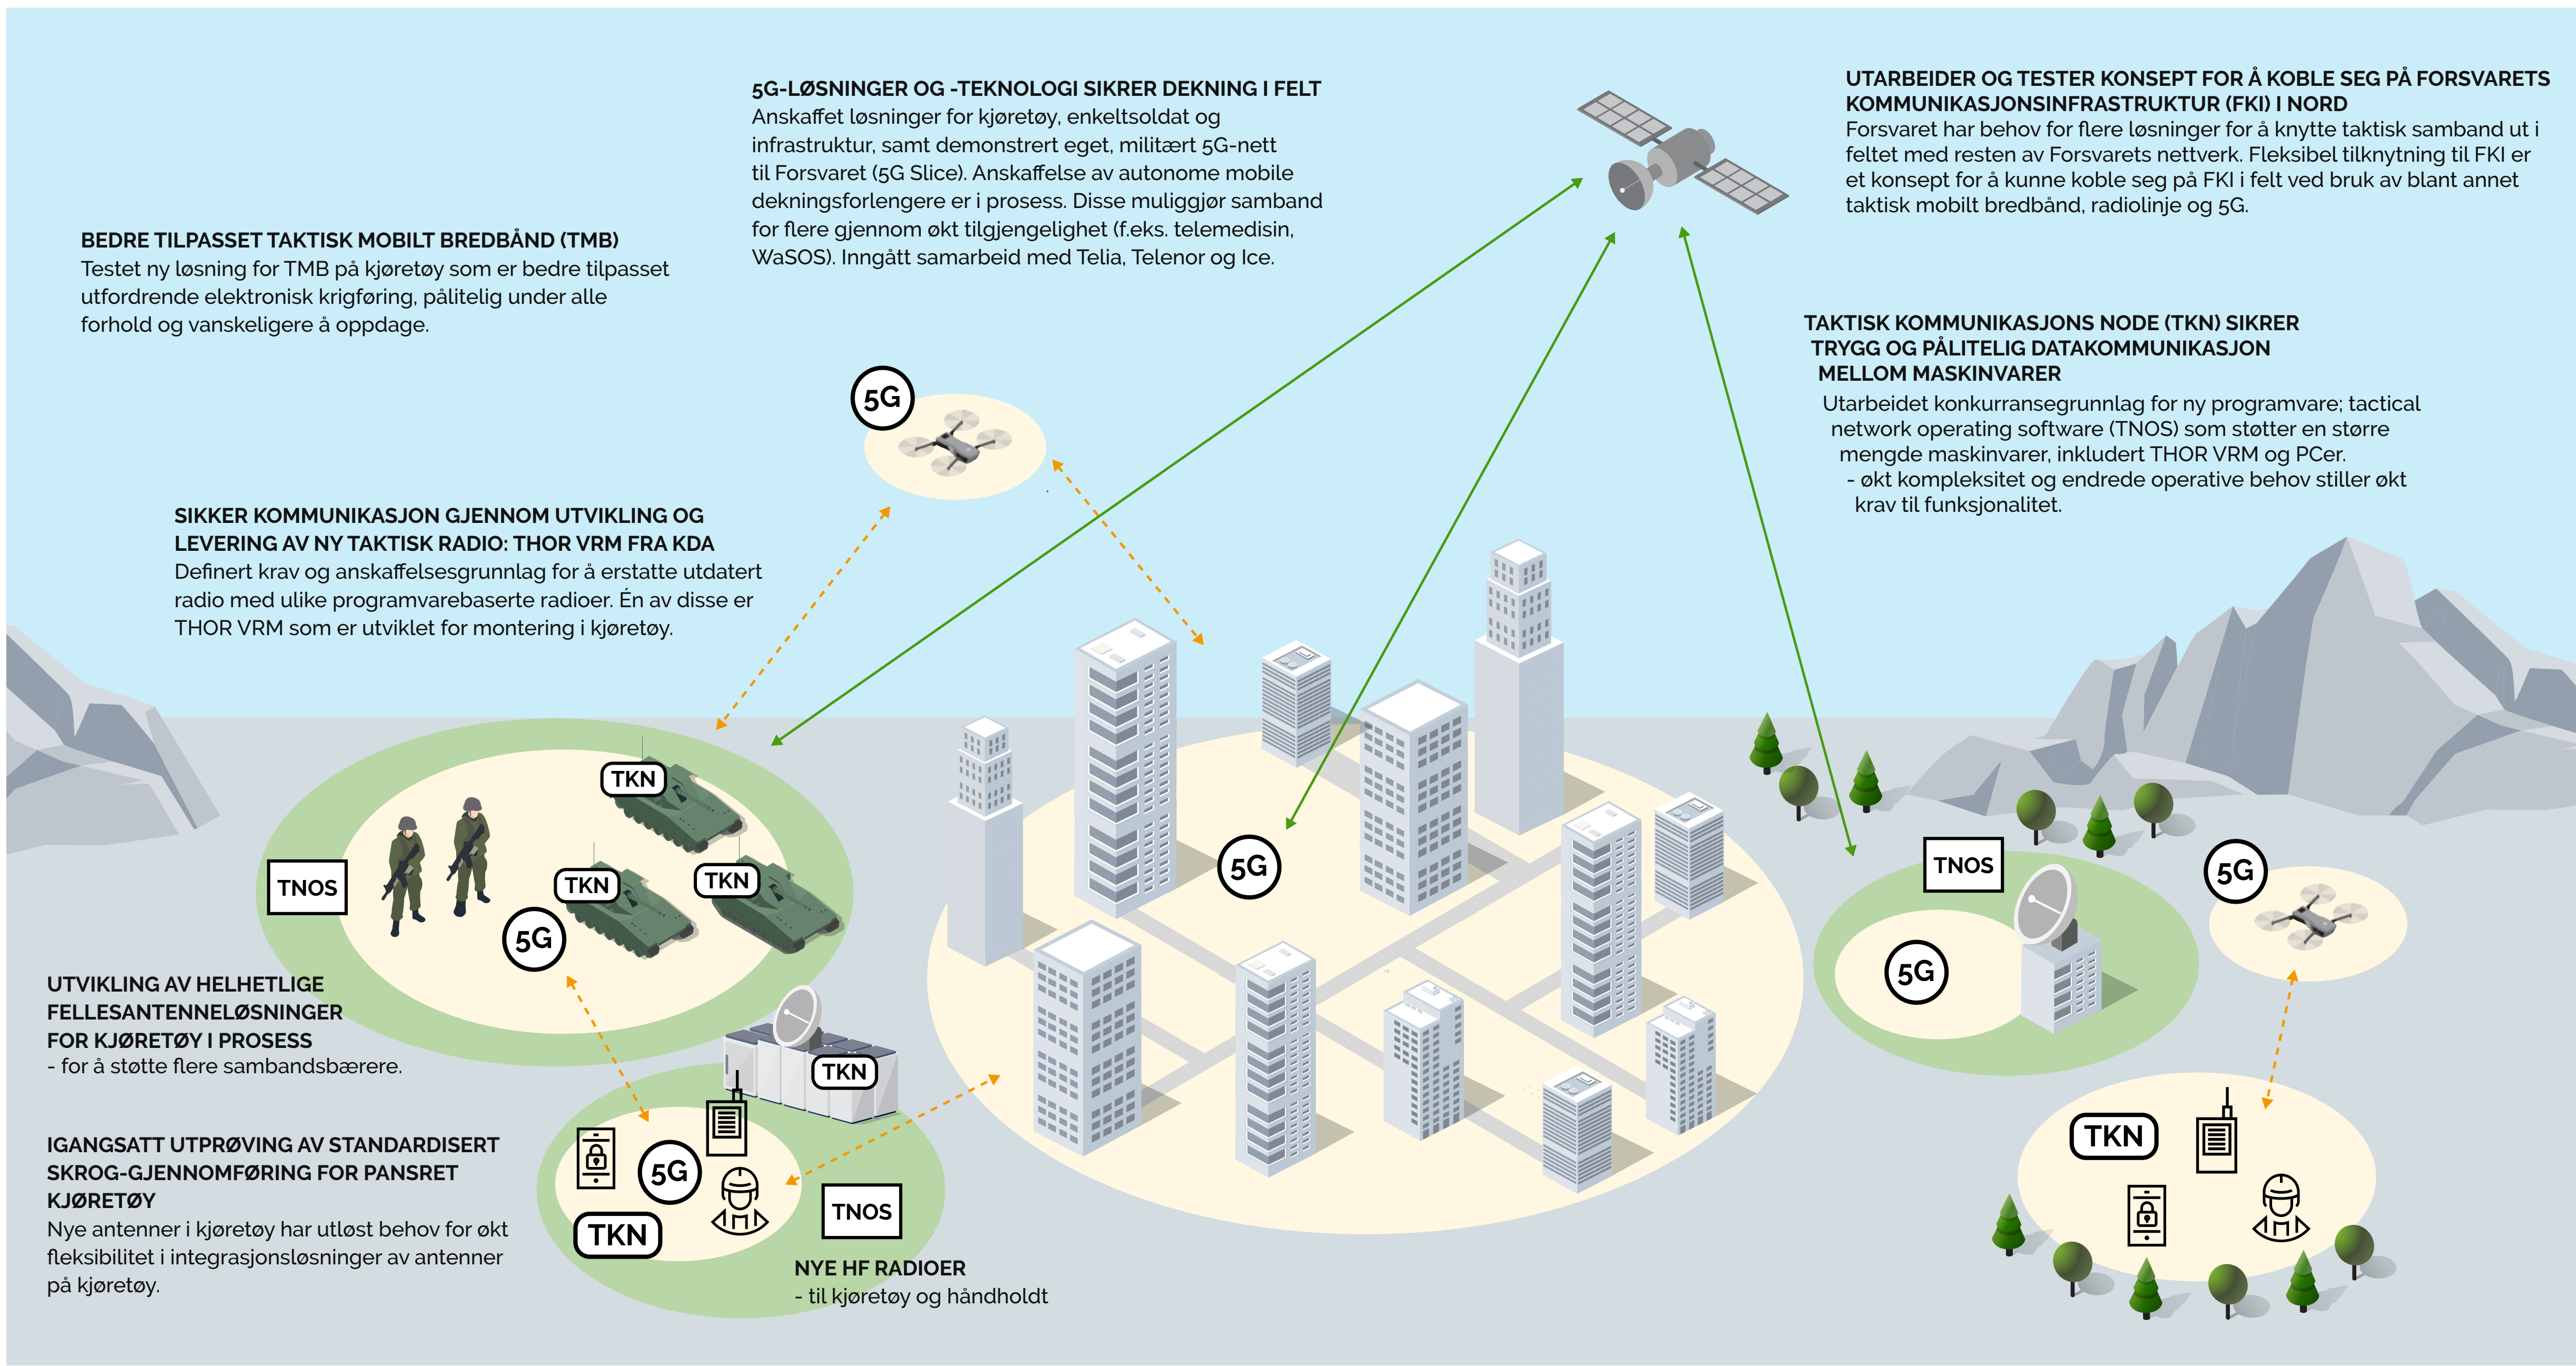 BEDRE TILPASSET TAKTISK MOBILT BREDBÅND (TMB)
Testet ny løsning for TMB på kjøretøy som er bedre tilpasset
utfordrende elektronisk krigføring, pålitelig under alle
forhold og vanskeligere å oppdage.
5G-LØSNINGER OG -TEKNOLOGI SIKRER DEKNING I FELT
Anskaffet løsninger for kjøretøy, enkeltsoldat og
infrastruktur, samt demonstrert eget, militært 5G-nett
til Forsvaret (5G Slice). Anskaffelse av autonome mobile
dekningsforlengere er i prosess. Disse muliggjør samband
for flere gjennom økt tilgjengelighet (f.eks. telemedisin,
WaSOS). Inngått samarbeid med Telia, Telenor og Ice.
UTARBEIDER OG TESTER KONSEPT FOR Å KOBLE SEG PÅ FORSVARETS
KOMMUNIKASJONSINFRASTRUKTUR (FKI) I NORD
Forsvaret har behov for flere løsninger for å knytte taktisk samband ut i
feltet med resten av Forsvarets nettverk. Fleksibel tilknytning til FKI er
et konsept for å kunne koble seg på FKI i felt ved bruk av blant annet
taktisk mobilt bredbånd, radiolinje og 5G.
TAKTISK KOMMUNIKASJONS NODE (TKN) SIKRER
TRYGG OG PÅLITELIG DATAKOMMUNIKASJON
MELLOM MASKINVARER
Utarbeidet konkurransegrunnlag for ny programvare; tactical
network operating software (TNOS) som støtter en større
mengde maskinvarer, inkludert THOR VRM og PCer.
- økt kompleksitet og endrede operative behov stiller økt
krav til funksjonalitet.
5G
SIKKER KOMMUNIKASJON GJENNOM UTVIKLING OG
LEVERING AV NY TAKTISK RADIO: THOR VRM FRA KDA
Definert krav og anskaffelsesgrunnlag for å erstatte utdatert
radio med ulike programvarebaserte radioer. Én av disse er
THOR VRM som er utviklet for montering i kjøretøy.
TKN
TKN
TKN
TNOS
5G
5G
TNOS
5G
5G
UTVIKLING AV HELHETLIGE
FELLESANTENNELØSNINGER
FOR KJØRETØY I PROSESS
- for å støtte flere sambandsbærere.
TKN
5G
TKN
TNOS
TKN
IGANGSATT UTPRØVING AV STANDARDISERT
SKROG-GJENNOMFØRING FOR PANSRET
KJØRETØY
Nye antenner i kjøretøy har utløst behov for økt
fleksibilitet i integrasjonsløsninger av antenner
på kjøretøy.
NYE HF RADIOER
- til kjøretøy og håndholdt